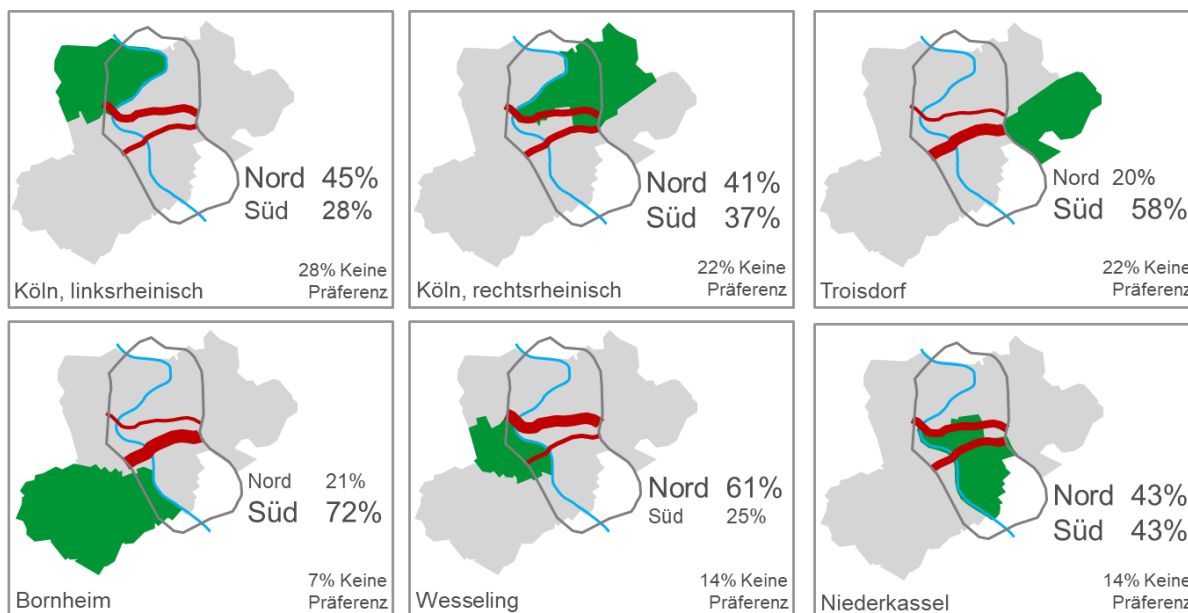 Nord 45%
Süd 28%
28% Keine
Präferenz
Köln, linksrheinisch
Nord 41%
Süd 37%
22% Keine
Präferenz
Köln, rechtsrheinisch
Nord 20%
Süd 58%
22% Keine
Präferenz
Troisdorf
Nord 21%
Süd 72%
7% Keine
Präferenz
Bornheim
Nord 61%
Süd 25%
14% Keine
Präferenz
Wesseling
Nord 43%
Süd 43%
14% Keine
Präferenz
Niederkassel